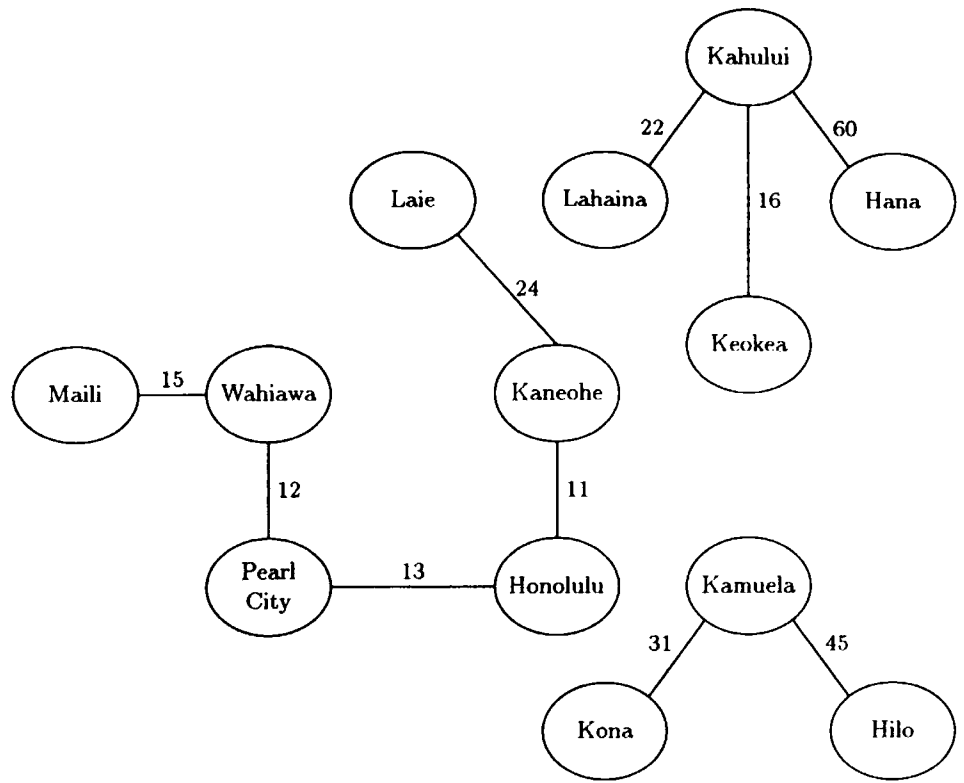 Kahului
22
60
Laie
Lahaina
16
Hana
24
Keokea
Maili
15
Wahiawa
Kaneohe
12
11
Pearl
City
13
Honolulu
Kamuela
31
45
Kona
Hilo